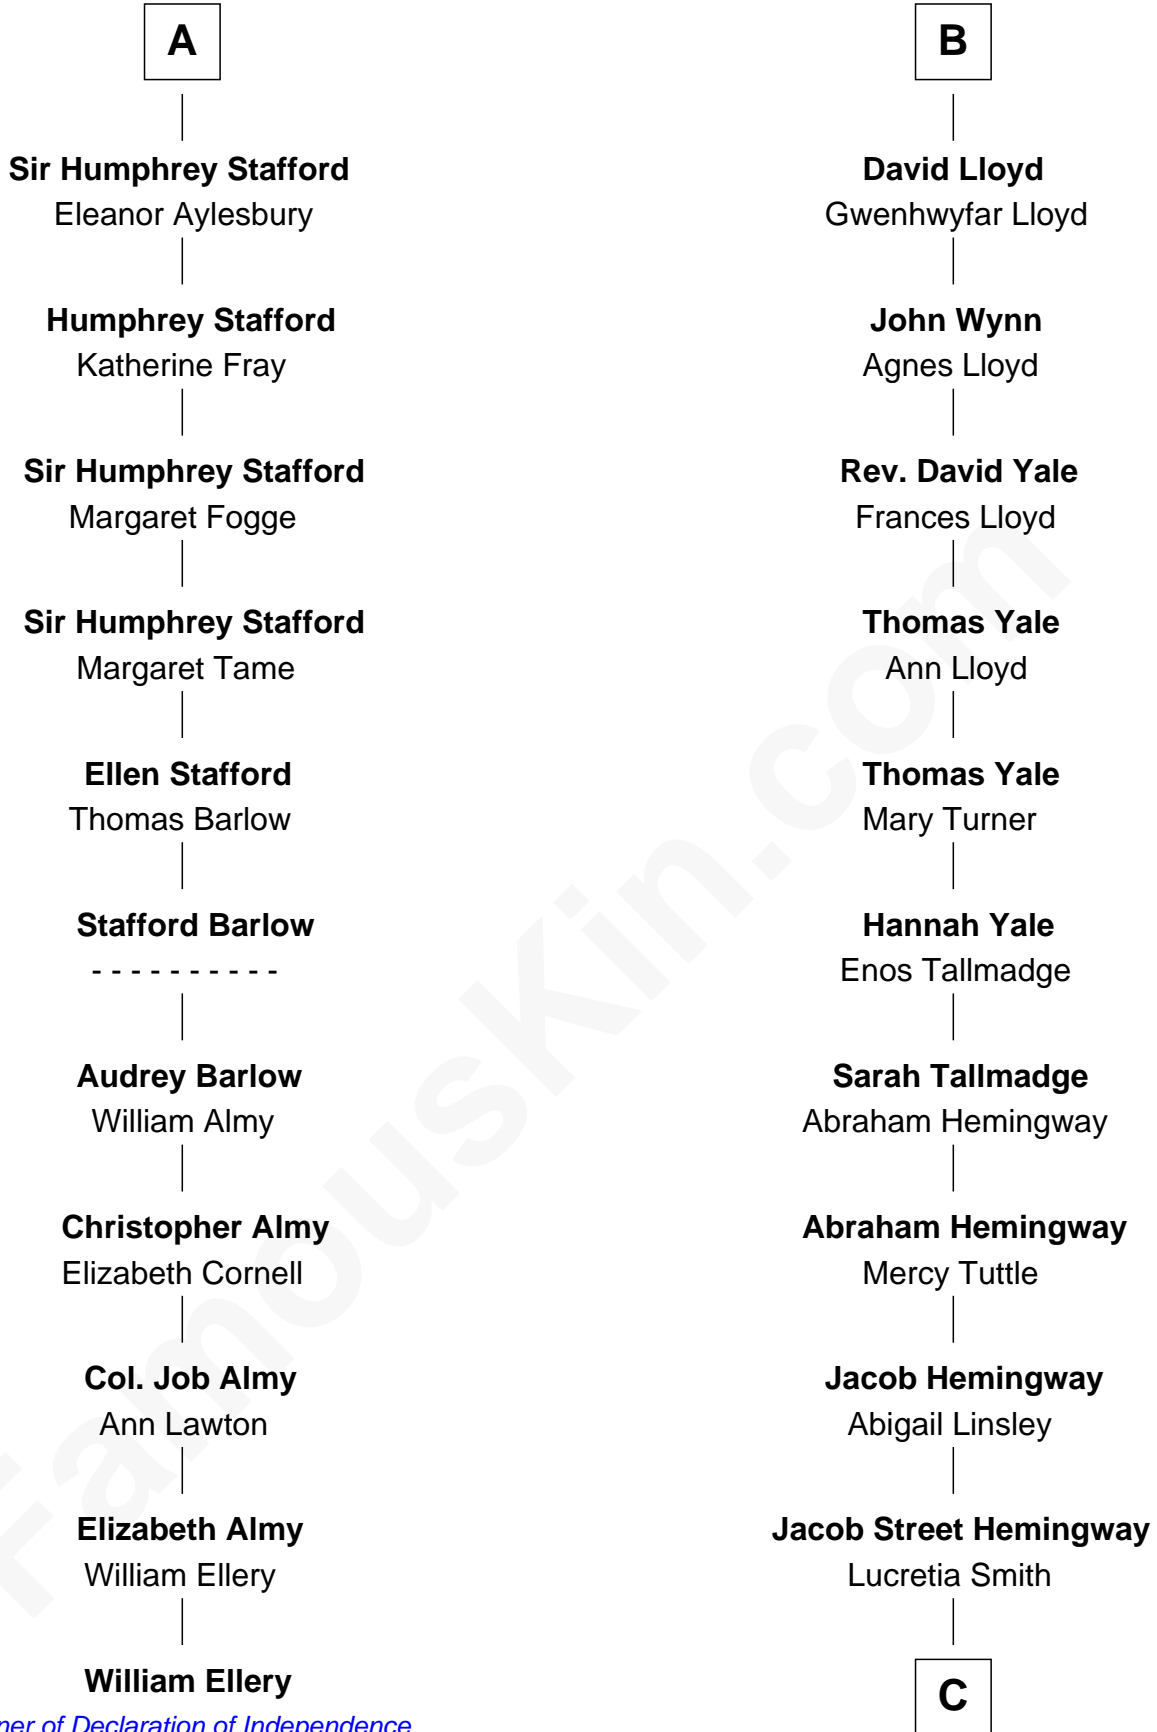 A
Sir Humphrey Stafford
Eleanor Aylesbury
Humphrey Stafford
Katherine Fray
Sir Humphrey Stafford
Margaret Fogge
Sir Humphrey Stafford
Margaret Tame
Ellen Stafford
Thomas Barlow
Stafford Barlow
- - - - - - - - - -
Audrey Barlow
William Almy
Christopher Almy
Elizabeth Cornell
Col. Job Almy
Ann Lawton
Elizabeth Almy
William Ellery
William Ellery
ner of Declaration of Independence
B
David Lloyd
Gwenhwyfar Lloyd
John Wynn
Agnes Lloyd
Rev. David Yale
Frances Lloyd
Thomas Yale
Ann Lloyd
Thomas Yale
Mary Turner
Hannah Yale
Enos Tallmadge
Sarah Tallmadge
Abraham Hemingway
Abraham Hemingway
Mercy Tuttle
Jacob Hemingway
Abigail Linsley
Jacob Street Hemingway
Lucretia Smith
C
FamousKin.com